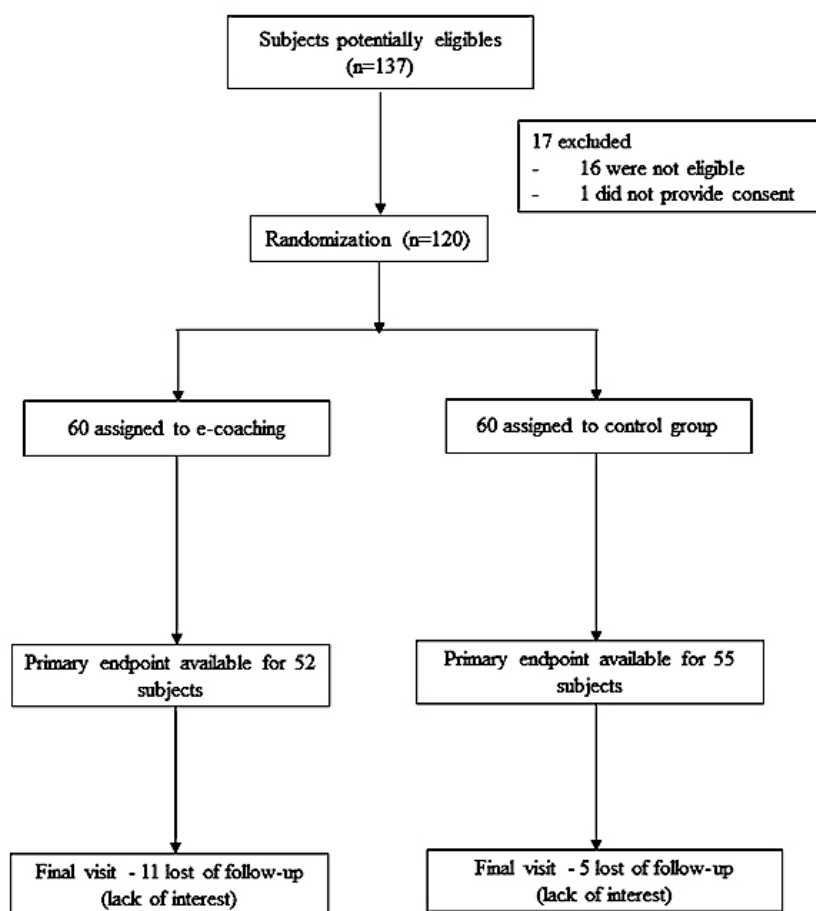 Subjects potentially eligibles
(n=137)
17 excluded
- 16 were not eligible
- 1 did not provide consent
Randomization (n=120)
60 assigned to e-coaching
60 assigned to control group
Primary endpoint available for 52
subjects
Primary endpoint available for 55
subjects
Final visit - 11 lost of follow-up
(lack of interest)
Final visit - 5 lost of follow-up
(lack of interest)